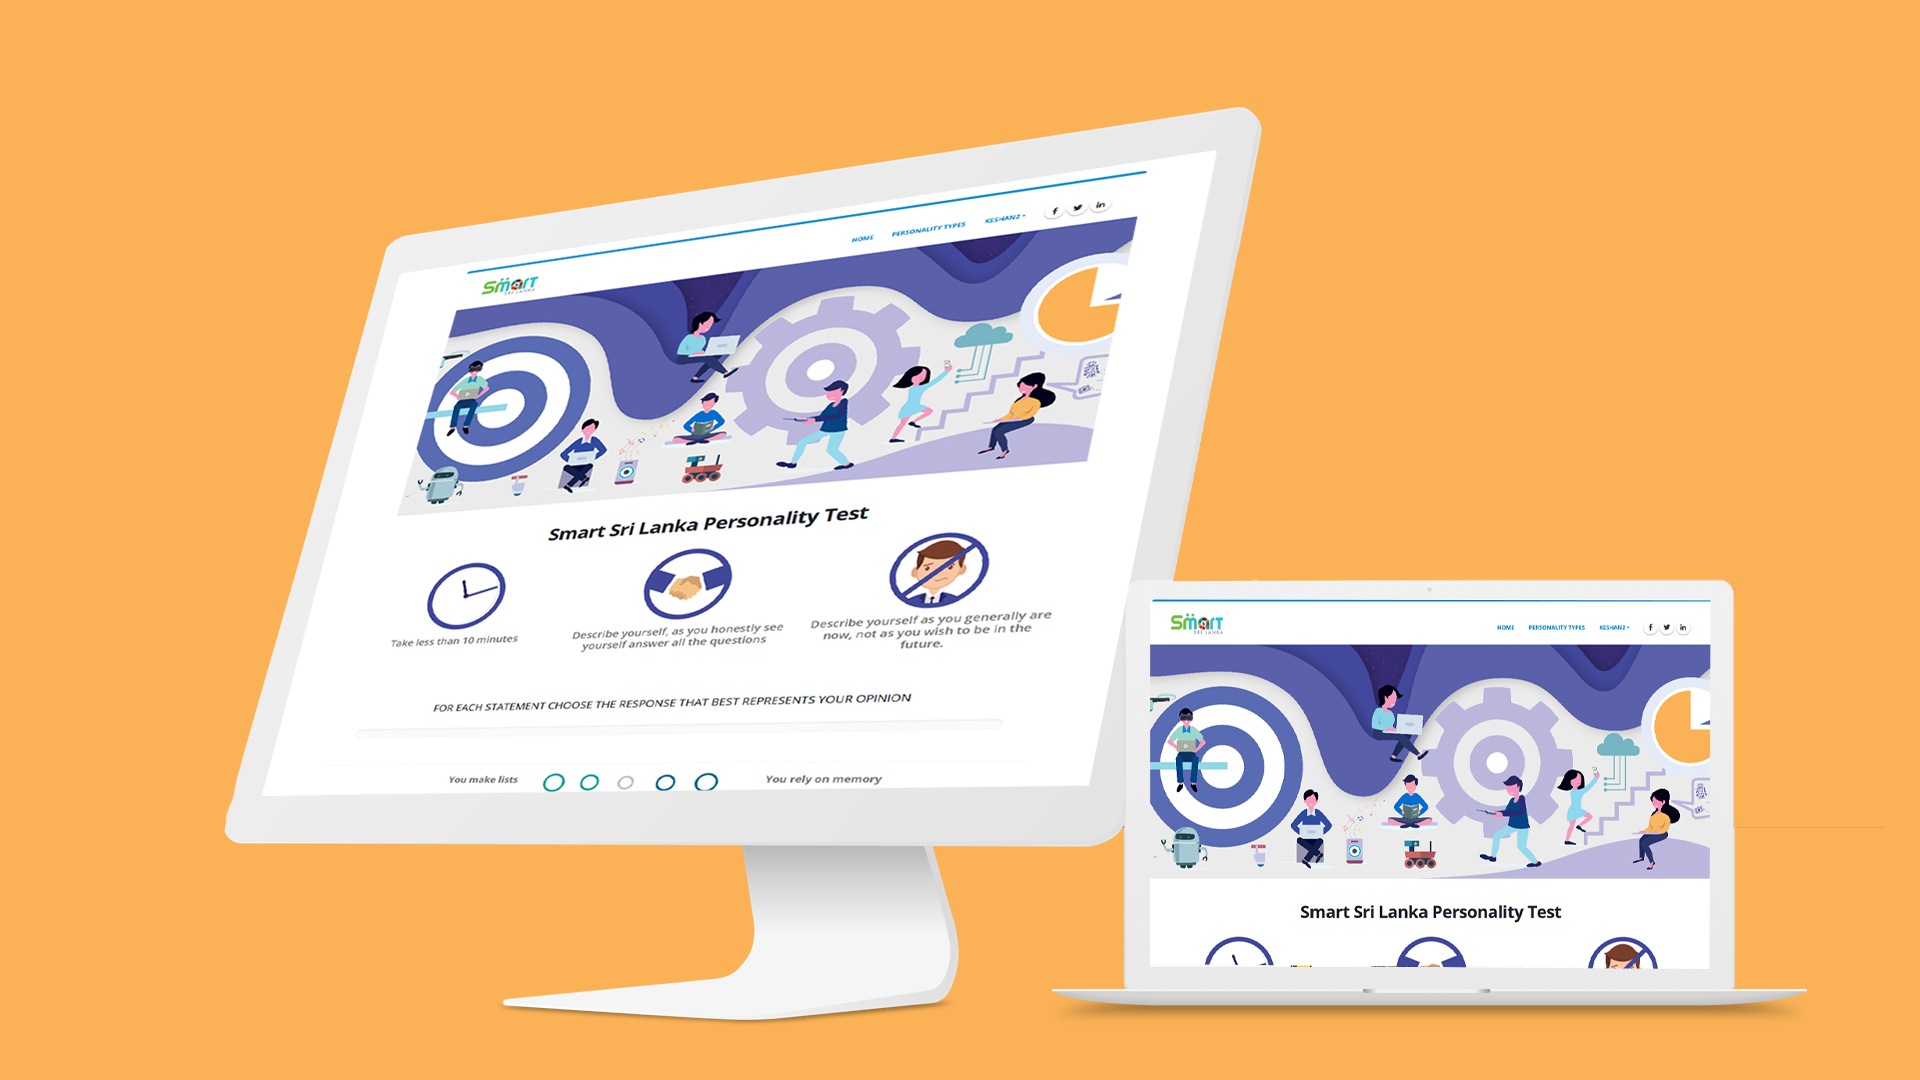 HOME
PERSONALITY TYPES
KESHAN2
Smart
SRI LANKA
Smart Sri Lanka Personality Test
Take less than 10 minutes
Describe yourself, as you honestly see
yourself answer all the questions
Describe yourself as you generally are
now, not as you wish to be in the
future.
FOR EACH STATEMENT CHOOSE THE RESPONSE THAT BEST REPRESENTS YOUR OPINION
You make lists
You rely on memory
Smart
SRI LANKA
HOME
PERSONALITY TYPES
KESHAN2
Smart Sri Lanka Personality Test